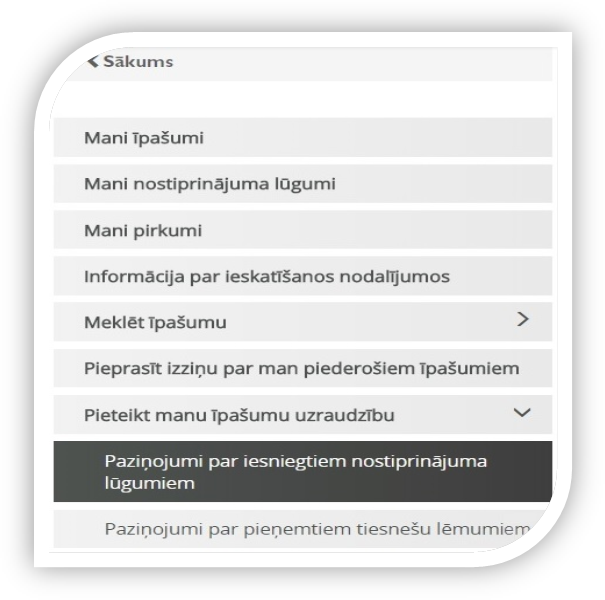 Sākums
Mani īpašumi
Mani nostiprinājuma lūgumi
Mani pirkumi
Informācija par ieskatīšanos nodalījumos
Meklēt īpašumu
Pieprasīt izziņu par man piederošiem īpašumiem
Pieteikt manu īpašumu uzraudzību
Paziņojumi par iesniegtiem nostiprinājuma
lūgumiem
Paziņojumi par pieņemtiem tiesnešu lēmumiem